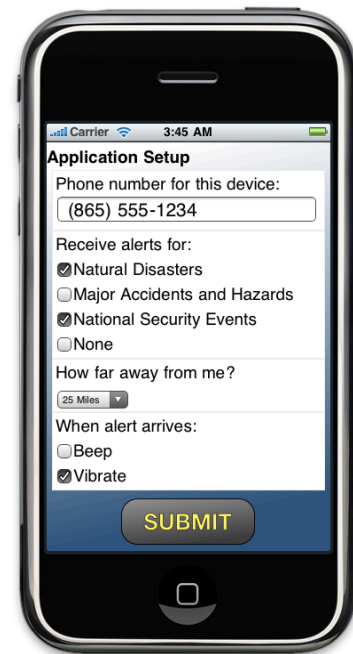 Carrier 3:45 AM
Application Setup
Phone number for this device:
(865) 555-1234
Receive alerts for:
Natural Disasters
Major Accidents and Hazards
National Security Events
None
How far away from me?
25 Miles
When alert arrives:
Beep
Vibrate
SUBMIT